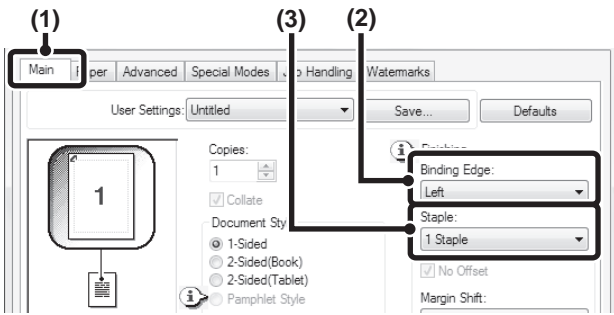 (1) (3) (2)
Main Paper Advanced Special Modes Job Handling Watermarks
User Settings: Untitled Save... Defaults
Copies:
1
Collate
1
Document Sty
1-Sided
2-Sided(Book)
2-Sided(Tablet)
Pamphlet Style
Binding Edge:
Left
Staple:
1 Staple
No Offset
Margin Shift: